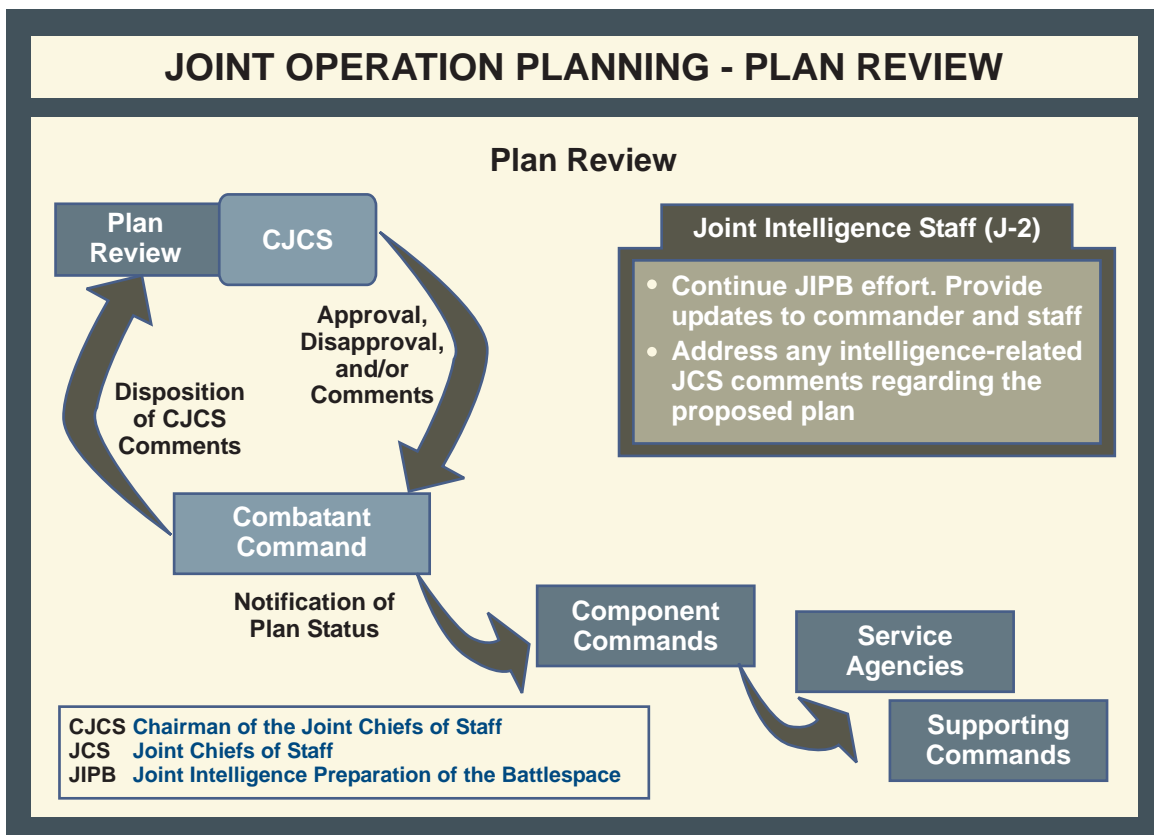 JOINT OPERATION PLANNING - PLAN REVIEW
Plan Review
Plan
Review
CJCS
Joint Intelligence Staff (J-2)
• Continue JIPB effort. Provide
updates to commander and staff
• Address any intelligence-related
JCS comments regarding the
proposed plan
Approval,
Disapproval,
and/or
Comments
Disposition
of CJCS
Comments
Combatant
Command
Notification of
Plan Status
Component
Commands
Service
Agencies
Supporting
Commands
CJCS Chairman of the Joint Chiefs of Staff
JCS Joint Chiefs of Staff
JIPB Joint Intelligence Preparation of the Battlespace